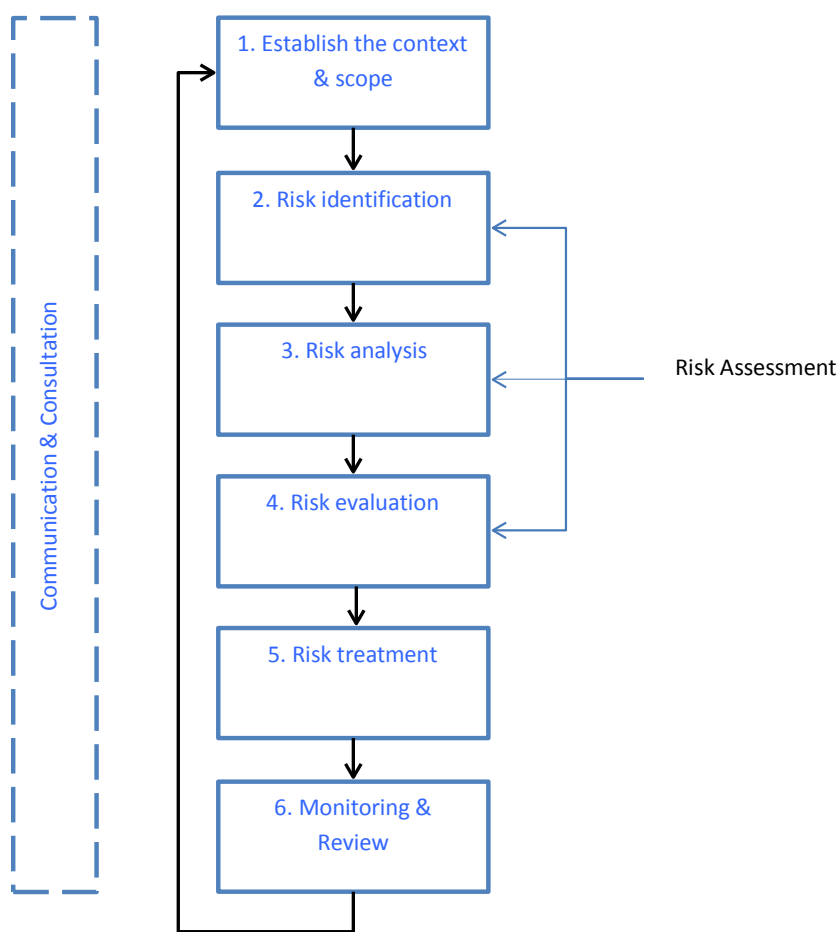 1. Establish the context
& scope
2. Risk identification
3. Risk analysis
Risk Assessment
4. Risk evaluation
5. Risk treatment
6. Monitoring &
Review
Communication & Consultation